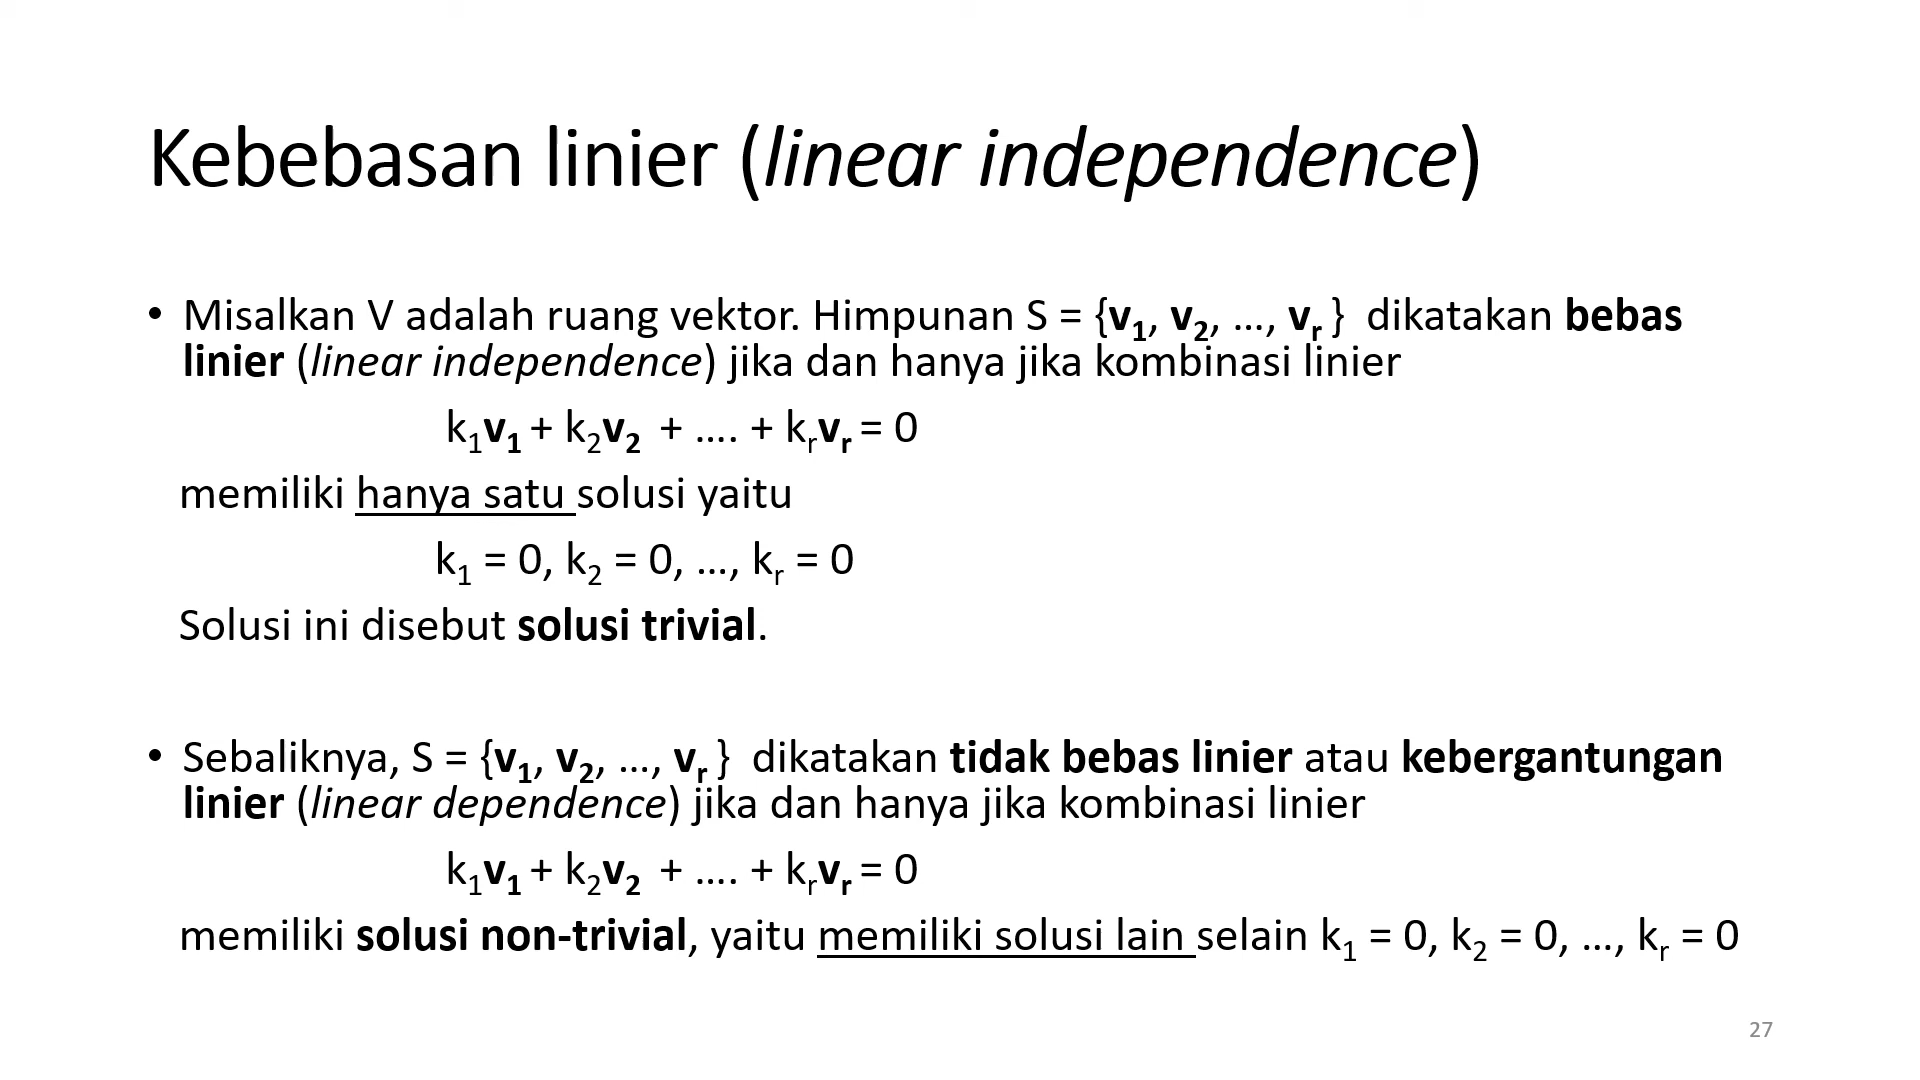 Kebebasan linier (linear independence)
• Misalkan V adalah ruang vektor. Himpunan S = {v₁, v₂, …, vᵣ } dikatakan bebas
linier (linear independence) jika dan hanya jika kombinasi linier
k₁v₁ + k₂v₂ + …. + kᵣvᵣ = 0
memiliki hanya satu solusi yaitu
k₁ = 0, k₂ = 0, …, kᵣ = 0
Solusi ini disebut solusi trivial.
• Sebaliknya, S = {v₁, v₂, …, vᵣ } dikatakan tidak bebas linier atau kebergantungan
linier (linear dependence) jika dan hanya jika kombinasi linier
k₁v₁ + k₂v₂ + …. + kᵣvᵣ = 0
memiliki solusi non-trivial, yaitu memiliki solusi lain selain k₁ = 0, k₂ = 0, …, kᵣ = 0
27